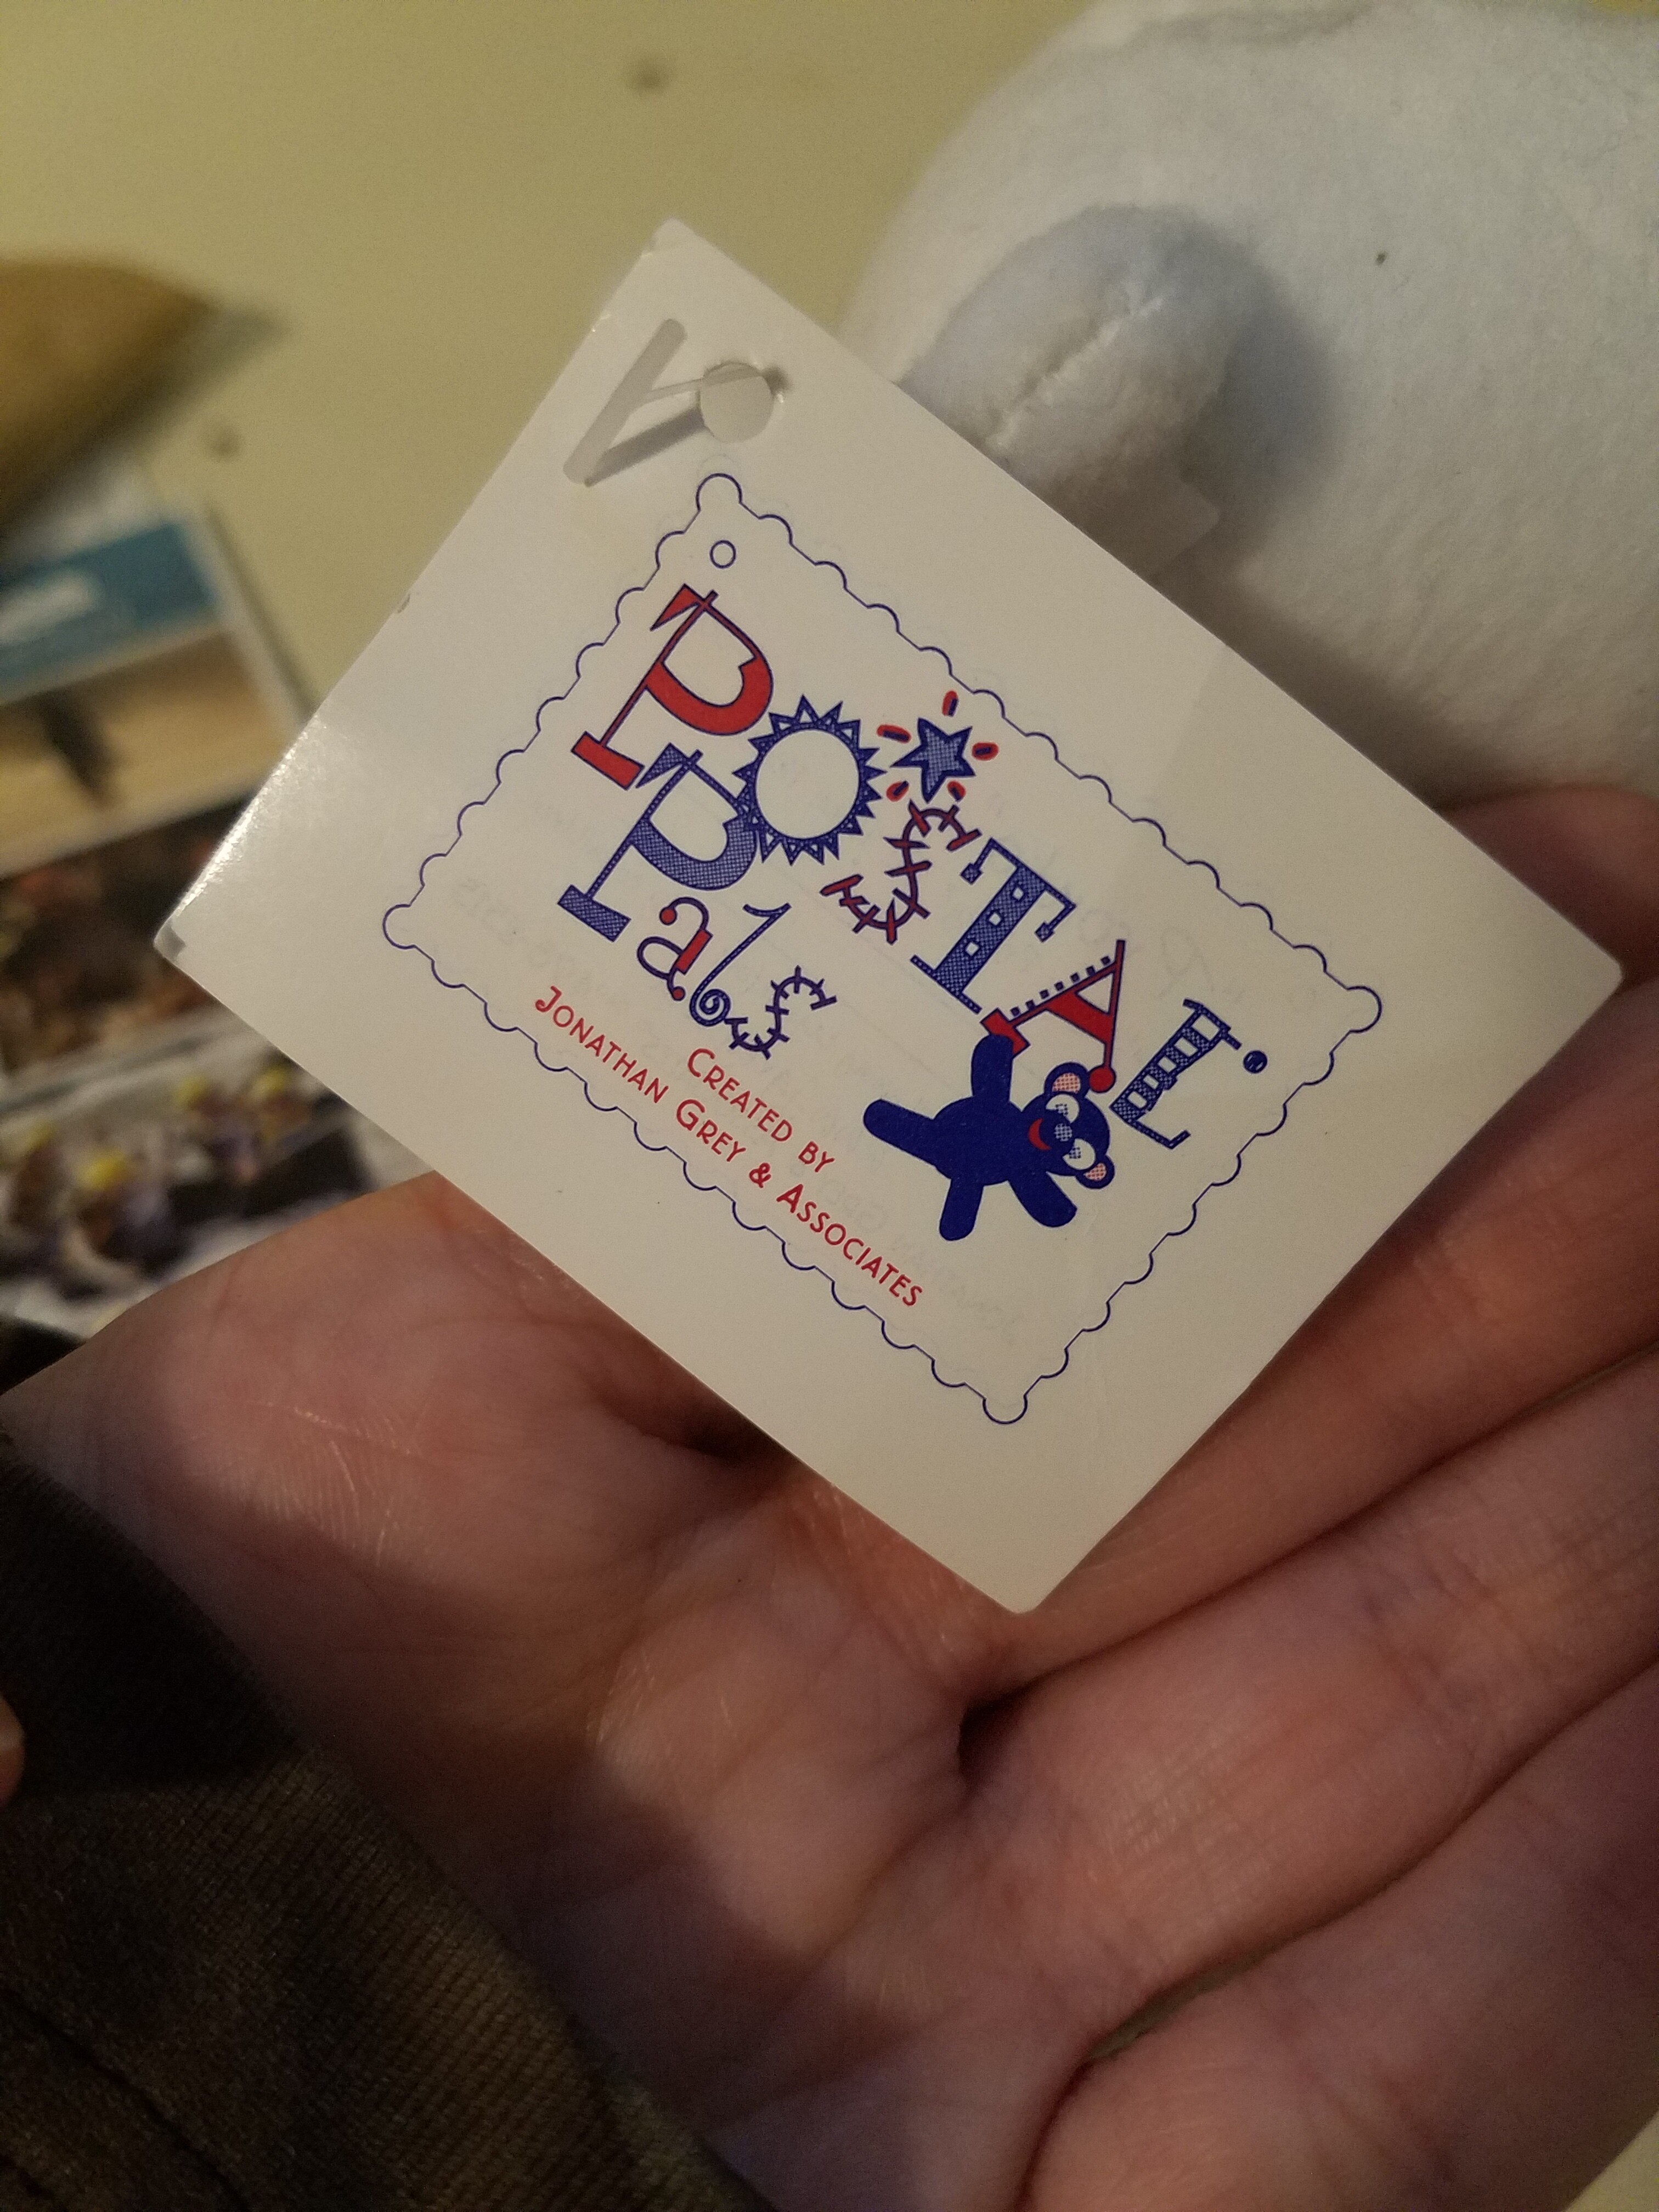 POSTAL
Pals
CREATED BY
JONATHAN GREY & ASSOCIATES